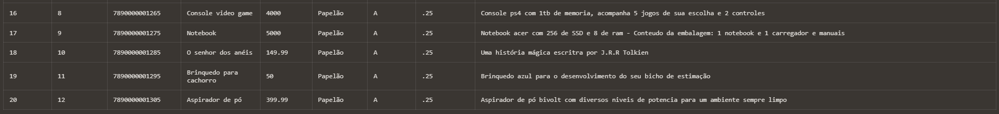 16 8 7890000001265 Console video game 4000 Papelão A .25 Console ps4 com 1tb de memoria, acompanha 5 jogos de sua escolha e 2 controles
17 9 7890000001275 Notebook 5000 Papelão A .25 Notebook acer com 256 de SSD e 8 de ram - Conteudo da embalagem: 1 notebook e 1 carregador e manuais
18 10 7890000001285 O senhor dos anéis 149.99 Papelão A .25 Uma história mágica escritra por J.R.R Tolkien
19 11 7890000001295 Brinquedo para
cachorro 50 Papelão A .25 Brinquedo azul para o desenvolvimento do seu bicho de estimação
20 12 7890000001305 Aspirador de pó 399.99 Papelão A .25 Aspirador de pó bivolt com diversos niveis de potencia para um ambiente sempre limpo